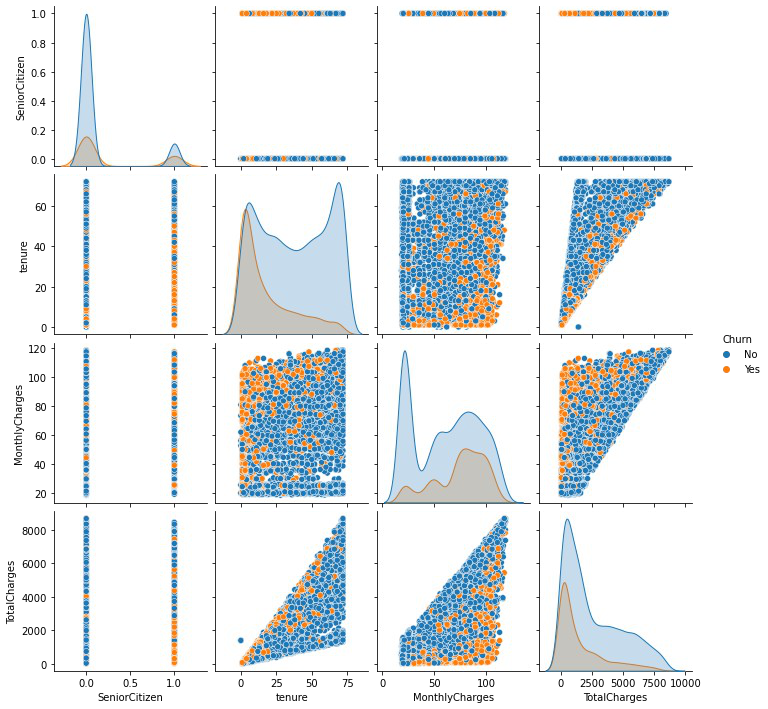 SeniorCitizen
1.0
0.8
0.6
0.4
0.2
0.0
tenure
60
40
20
0
MonthlyCharges
120
100
80
60
40
20
TotalCharges
8000
6000
4000
2000
0
0.0 0.5 1.0
SeniorCitizen
0 25 50 75
tenure
0 50 100
MonthlyCharges
0 2500 5000 7500 10000
TotalCharges
Churn
No
Yes